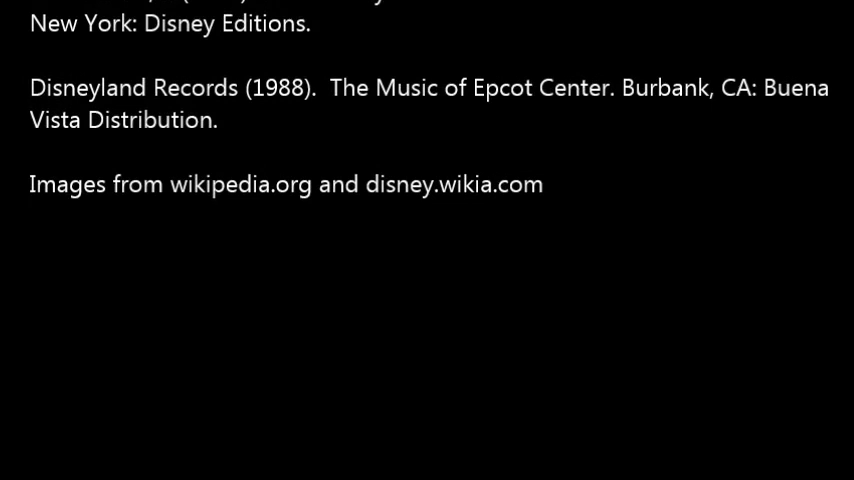 New York: Disney Editions.
Disneyland Records (1988).  The Music of Epcot Center. Burbank, CA: Buena
Vista Distribution.
Images from wikipedia.org and disney.wikia.com